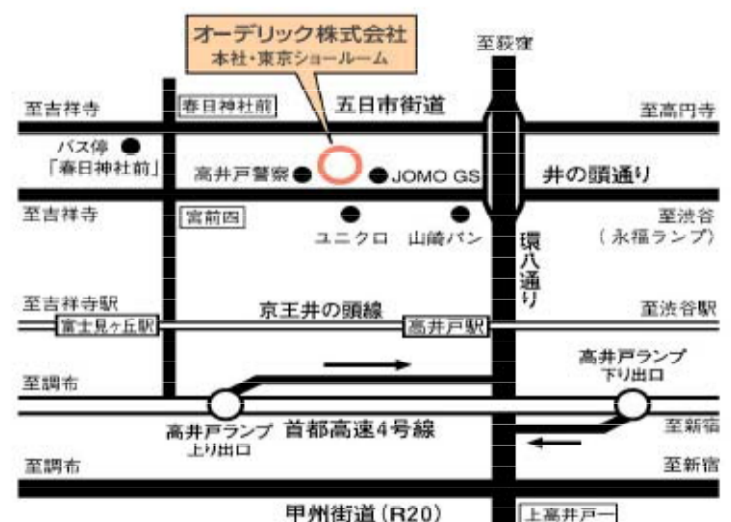 オーデリック株式会社
本社・東京ショールーム
至荻窪
至吉祥寺
春日神社前
五日市街道
至高円寺
バス停
「春日神社前」
高井戸警察
JOMO GS
井の頭通り
至吉祥寺
宮前四
ユニクロ
山崎パン
至渋谷
(永福ランプ)
環八通り
至吉祥寺駅
富士見ヶ丘駅
京王井の頭線
高井戸駅
至渋谷駅
高井戸ランプ
下り出口
至調布
高井戸ランプ
上り出口
首都高速4号線
至新宿
至調布
至新宿
甲州街道(R20)
上高井戸一